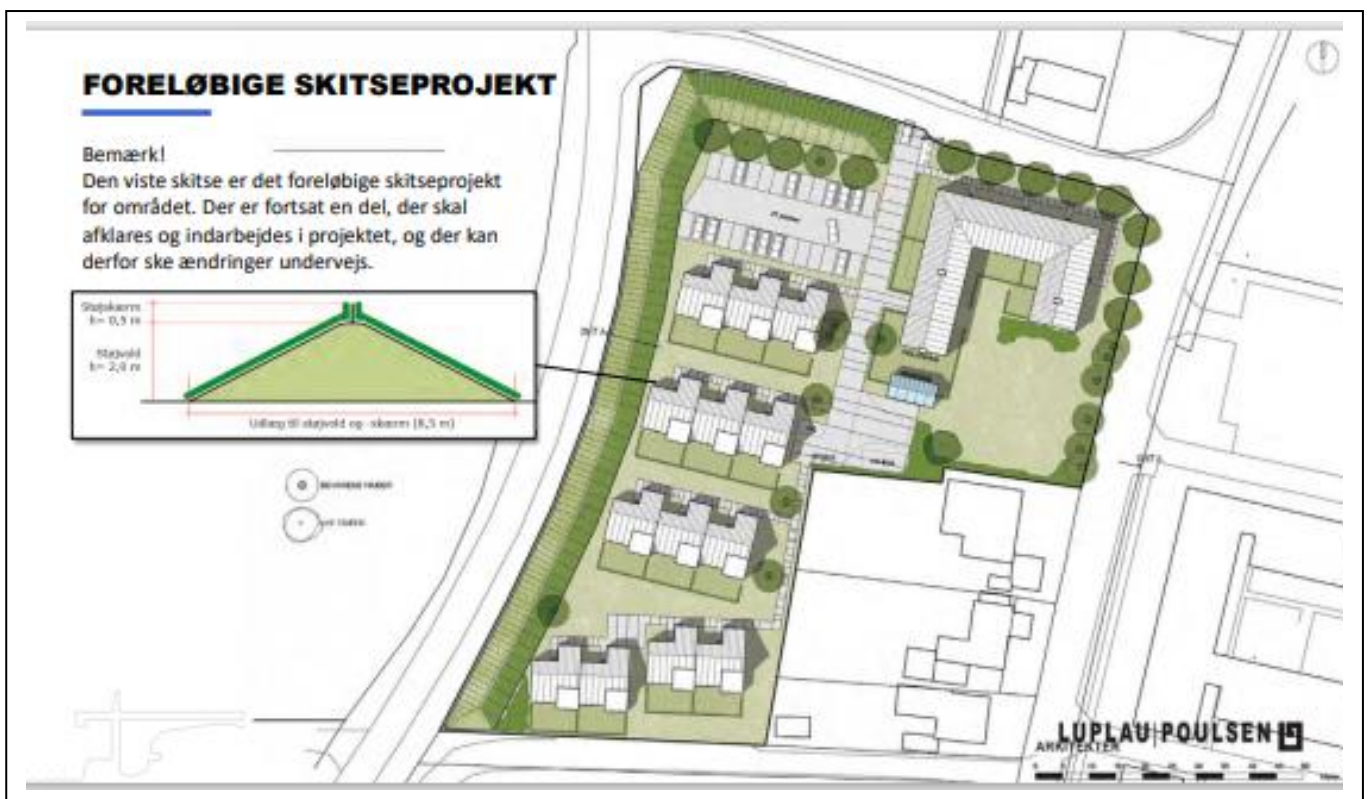 FORELØBIGE SKITSEPROJEKT
Bemærk!
Den viste skitse er det foreløbige skitseprojekt
for området. Der er fortsat en del, der skal
afklares og indarbejdes i projektet, og der kan
derfor ske ændringer undervejs.
Støjskærm
h= 0,5 m
Støjvold
h= 2,0 m
Udlæg til støjvold og -skærm (8,5 m)
LUPLAU POULSEN
ARKITEKTER